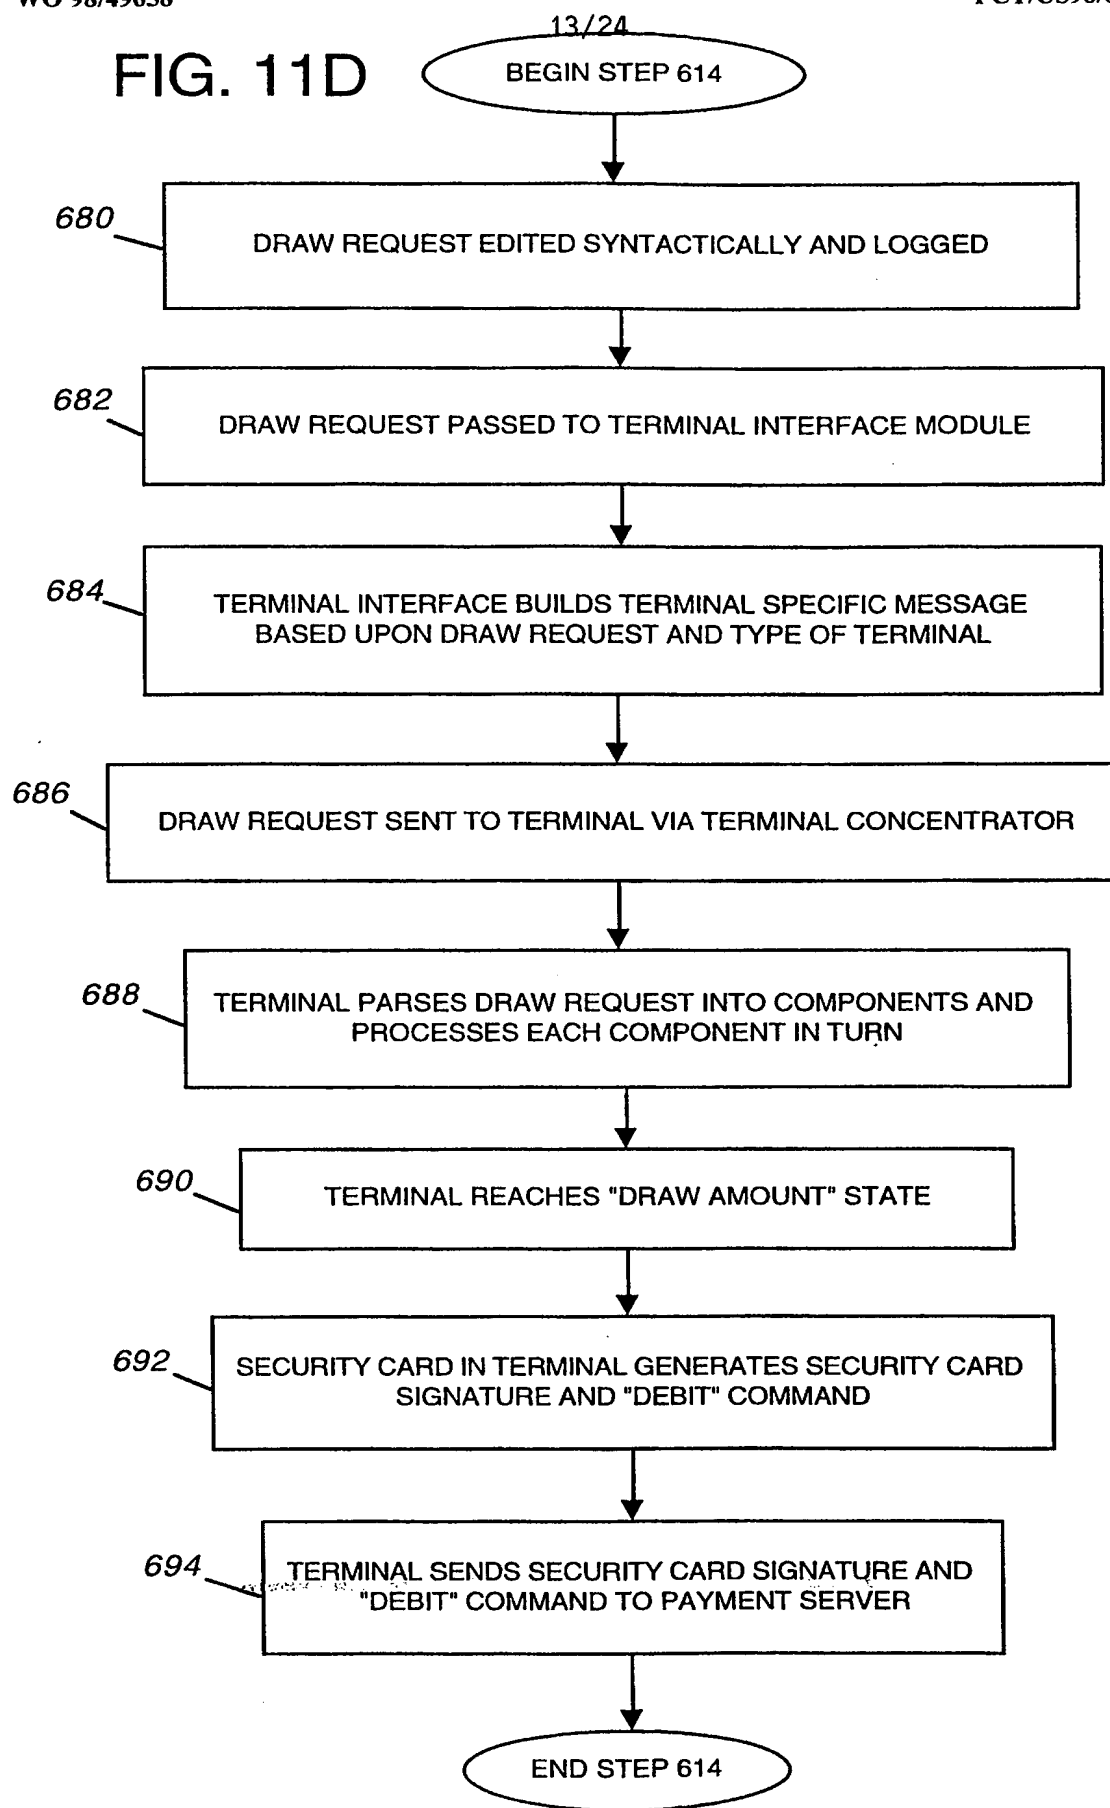 WO 98/49658
13/24
FIG. 11D
BEGIN STEP 614
680
DRAW REQUEST EDITED SYNTACTICALLY AND LOGGED
682
DRAW REQUEST PASSED TO TERMINAL INTERFACE MODULE
684
TERMINAL INTERFACE BUILDS TERMINAL SPECIFIC MESSAGE
BASED UPON DRAW REQUEST AND TYPE OF TERMINAL
686
DRAW REQUEST SENT TO TERMINAL VIA TERMINAL CONCENTRATOR
688
TERMINAL PARSES DRAW REQUEST INTO COMPONENTS AND
PROCESSES EACH COMPONENT IN TURN
690
TERMINAL REACHES "DRAW AMOUNT" STATE
692
SECURITY CARD IN TERMINAL GENERATES SECURITY CARD
SIGNATURE AND "DEBIT" COMMAND
694
TERMINAL SENDS SECURITY CARD SIGNATURE AND
"DEBIT" COMMAND TO PAYMENT SERVER
END STEP 614